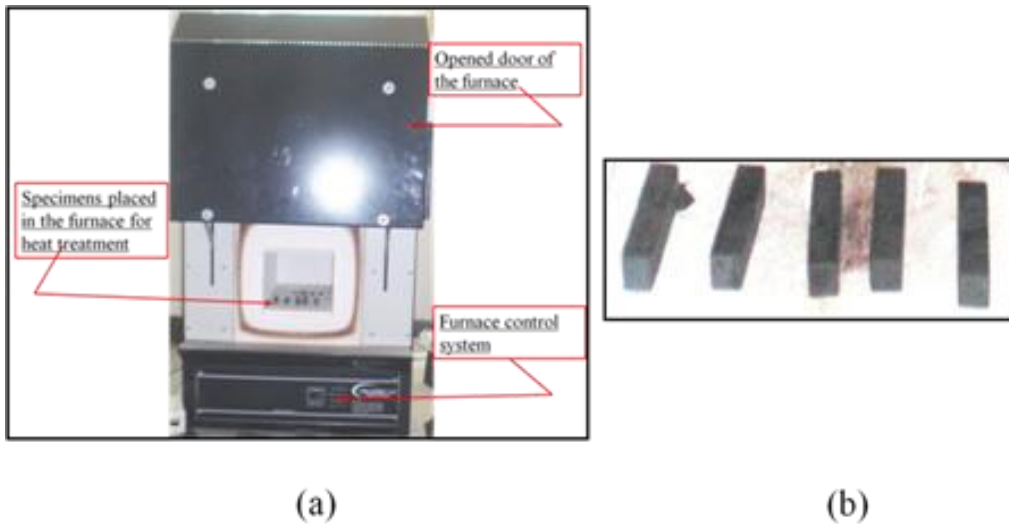 Opened door of
the furnace
Specimens placed
in the furnace for
heat treatment
Furnace control
system
(a)
(b)